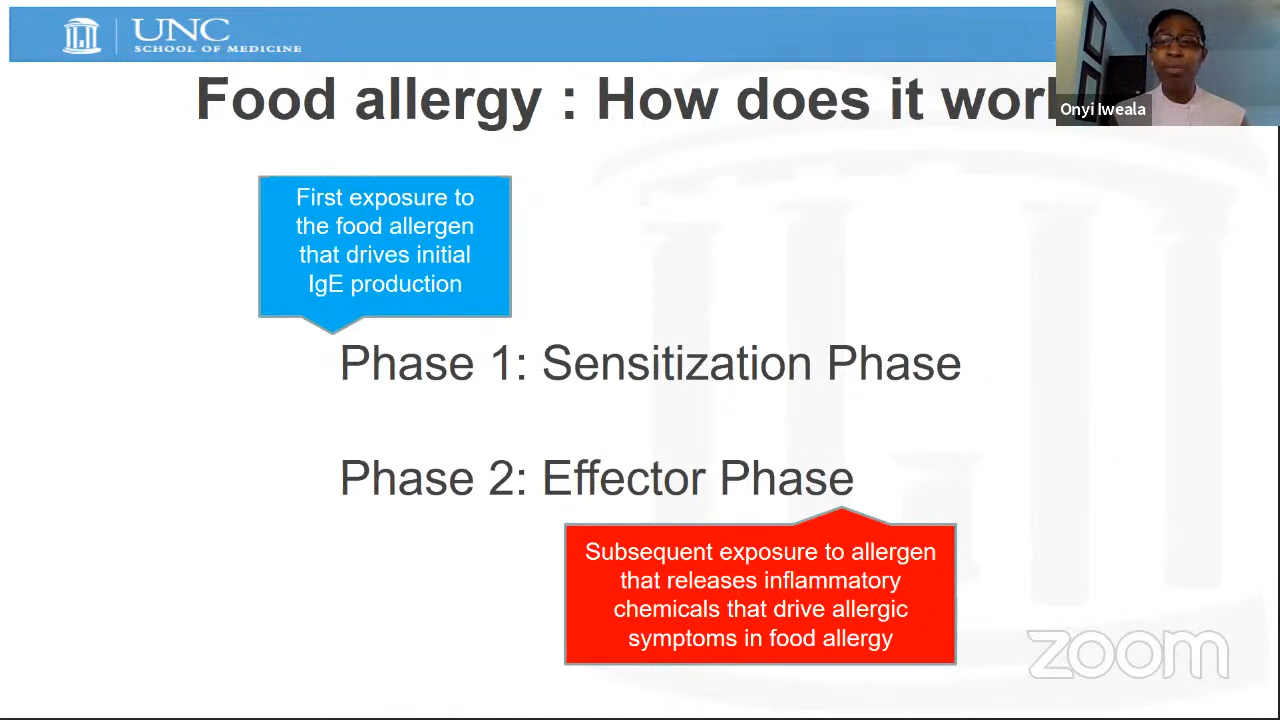 UNC
SCHOOL OF MEDICINE
Food allergy : How does it work
Onyi Iweala
First exposure to
the food allergen
that drives initial
IgE production
Phase 1: Sensitization Phase
Phase 2: Effector Phase
Subsequent exposure to allergen
that releases inflammatory
chemicals that drive allergic
symptoms in food allergy
zoom